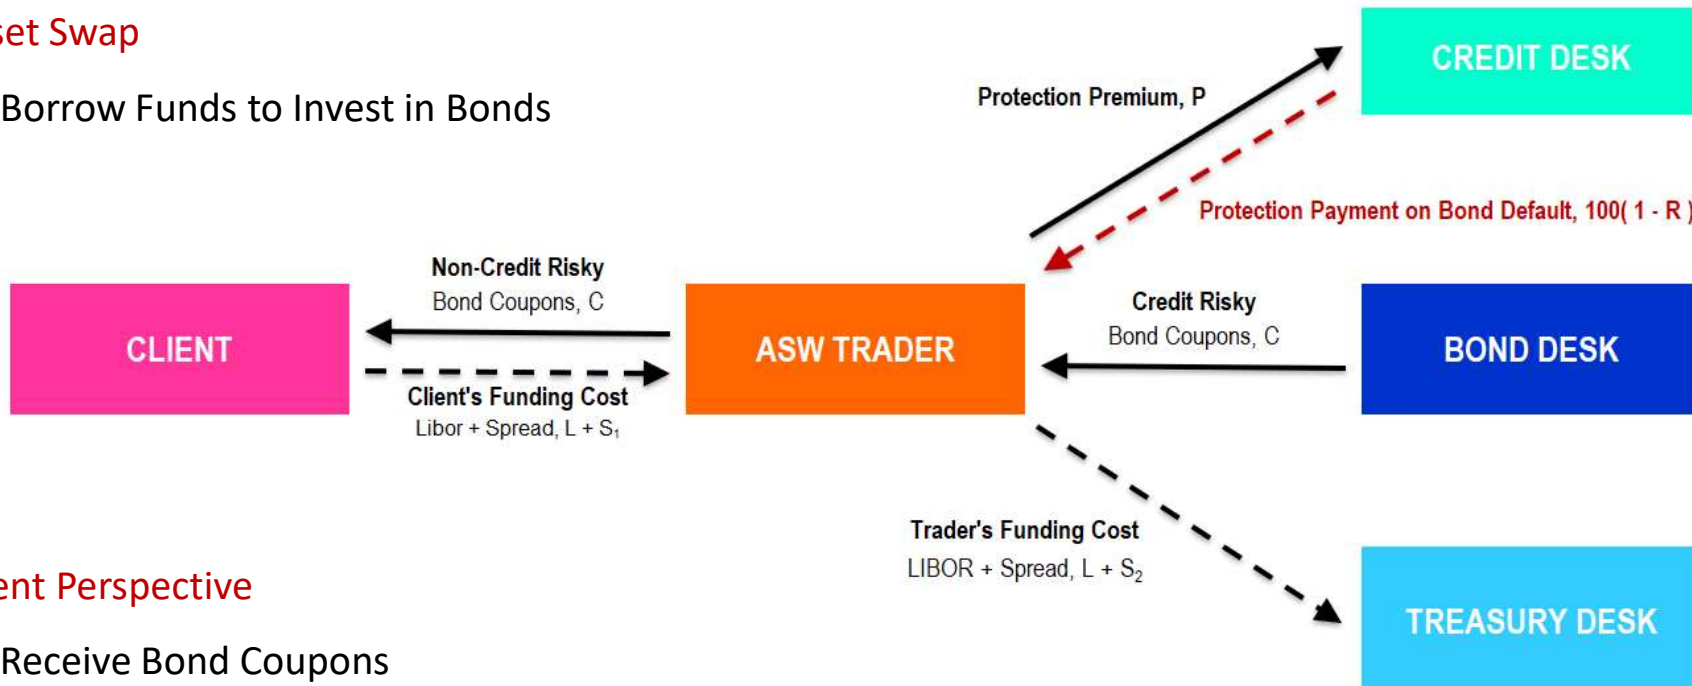 set Swap
Borrow Funds to Invest in Bonds
CREDIT DESK
Protection Premium, P
Protection Payment on Bond Default, 100( 1 - R )
Non-Credit Risky
Bond Coupons, C
Credit Risky
Bond Coupons, C
CLIENT
ASW TRADER
BOND DESK
Client's Funding Cost
Libor + Spread, L + S₁
Trader's Funding Cost
LIBOR + Spread, L + S₂
ent Perspective
TREASURY DESK
Receive Bond Coupons